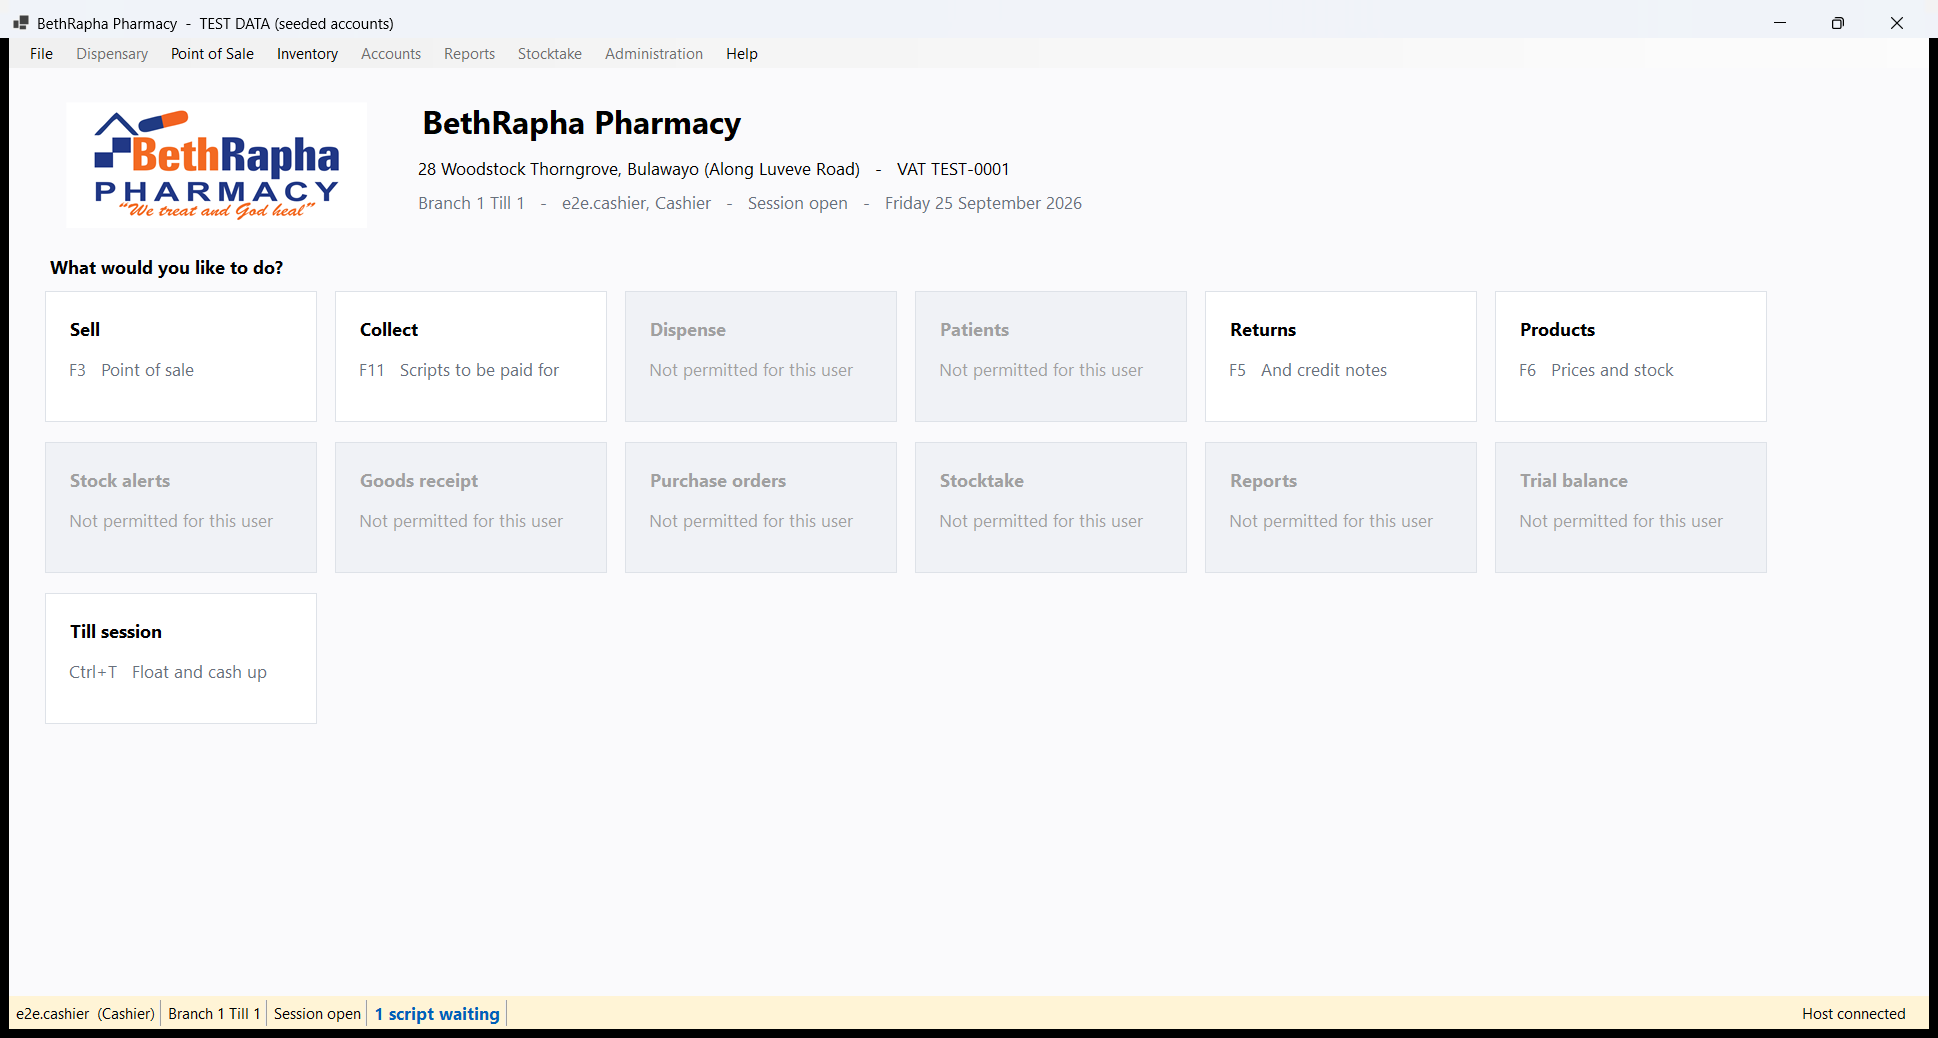 BethRapha Pharmacy - TEST DATA (seeded accounts)
File Dispensary Point of Sale Inventory Accounts Reports Stocktake Administration Help
BethRapha
PHARMACY
"We treat and God heal"
BethRapha Pharmacy
28 Woodstock Thorngrove, Bulawayo (Along Luveve Road) - VAT TEST-0001
Branch 1 Till 1 - e2e.cashier, Cashier - Session open - Friday 25 September 2026
What would you like to do?
Sell
F3 Point of sale
Collect
F11 Scripts to be paid for
Dispense
Not permitted for this user
Patients
Not permitted for this user
Returns
F5 And credit notes
Products
F6 Prices and stock
Stock alerts
Not permitted for this user
Goods receipt
Not permitted for this user
Purchase orders
Not permitted for this user
Stocktake
Not permitted for this user
Reports
Not permitted for this user
Trial balance
Not permitted for this user
Till session
Ctrl+T Float and cash up
e2e.cashier (Cashier) Branch 1 Till 1 Session open 1 script waiting Host connected